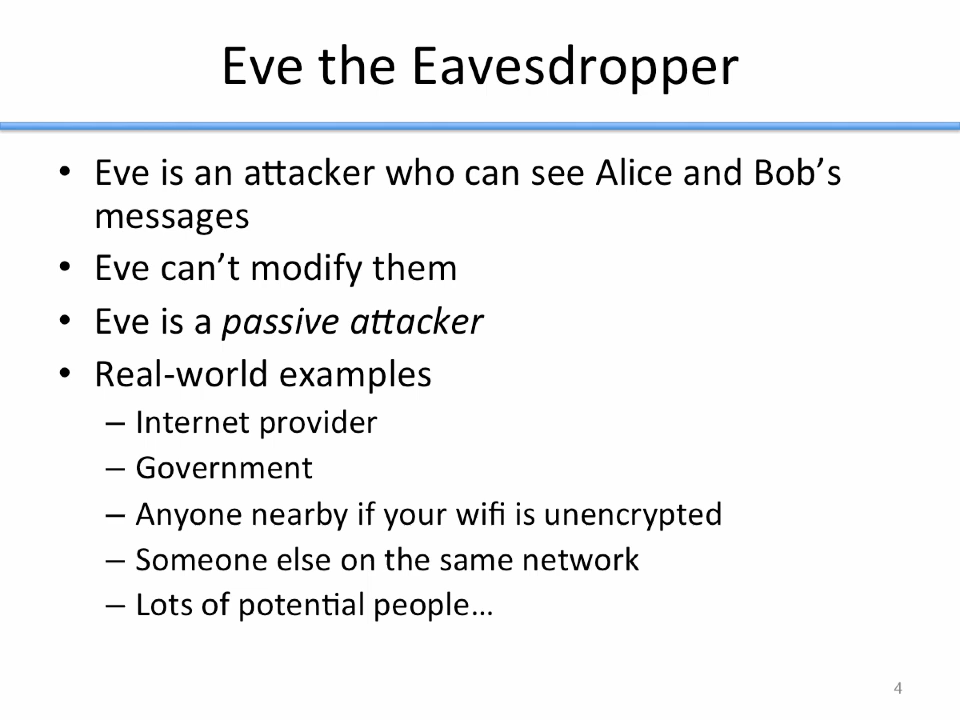 Eve the Eavesdropper
• Eve is an attacker who can see Alice and Bob’s
messages
• Eve can’t modify them
• Eve is a passive attacker
• Real-world examples
– Internet provider
– Government
– Anyone nearby if your wifi is unencrypted
– Someone else on the same network
– Lots of potential people…
4